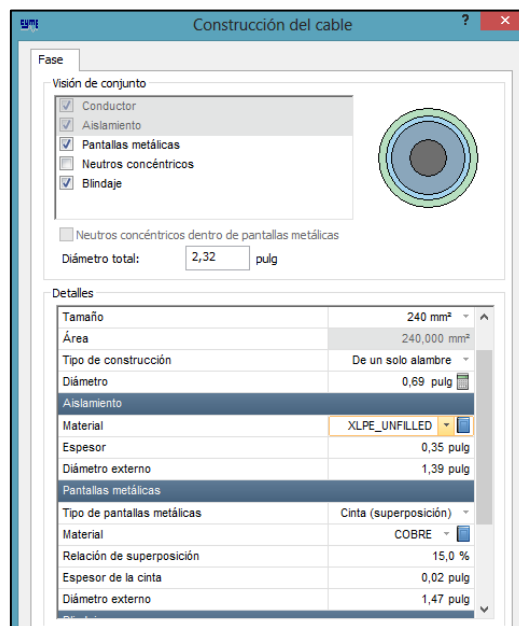 CYME
Construcción del cable
?
×
Fase
Visión de conjunto
Conductor
Aislamiento
Pantallas metálicas
Neutros concéntricos
Blindaje
Neutros concéntricos dentro de pantallas metálicas
Diámetro total: 2,32 pulg
Detalles
Tamaño 240 mm²
Área 240,000 mm²
Tipo de construcción De un solo alambre
Diámetro 0,69 pulg
Aislamiento
Material XLPE_UNFILLED
Espesor 0,35 pulg
Diámetro externo 1,39 pulg
Pantallas metálicas
Tipo de pantallas metálicas Cinta (superposición)
Material COBRE
Relación de superposición 15,0 %
Espesor de la cinta 0,02 pulg
Diámetro externo 1,47 pulg